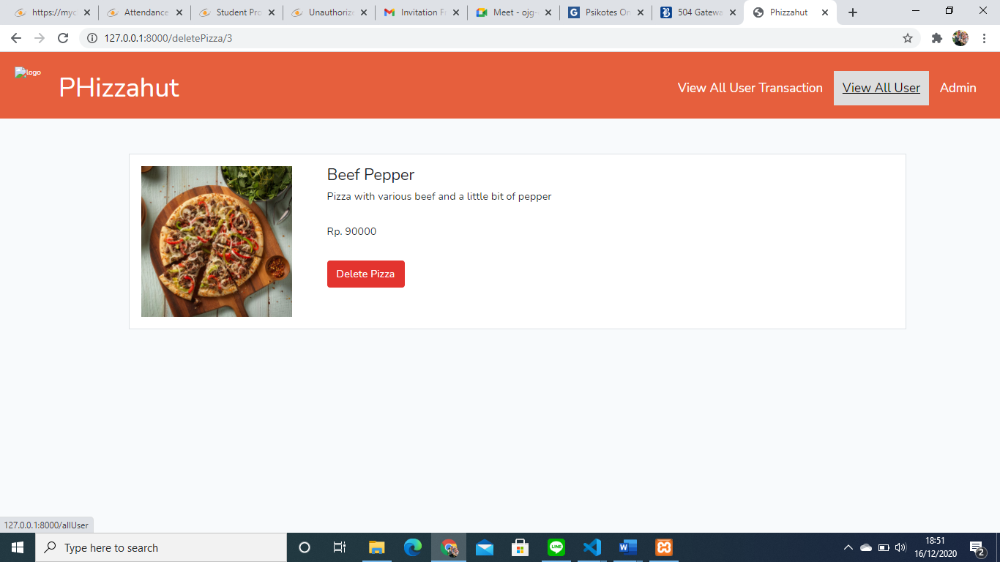 https://myc
Attendance
Student Pro
Unauthorize
Invitation Fr
Meet - ojg-
Psikotes On
504 Gatewa
Phizzahut
127.0.0.1:8000/deletePizza/3
logo
PHizzahut
View All User Transaction
View All User
Admin
Beef Pepper
Pizza with various beef and a little bit of pepper
Rp. 90000
Delete Pizza
127.0.0.1:8000/allUser
Type here to search
LINE
18:51
16/12/2020
2